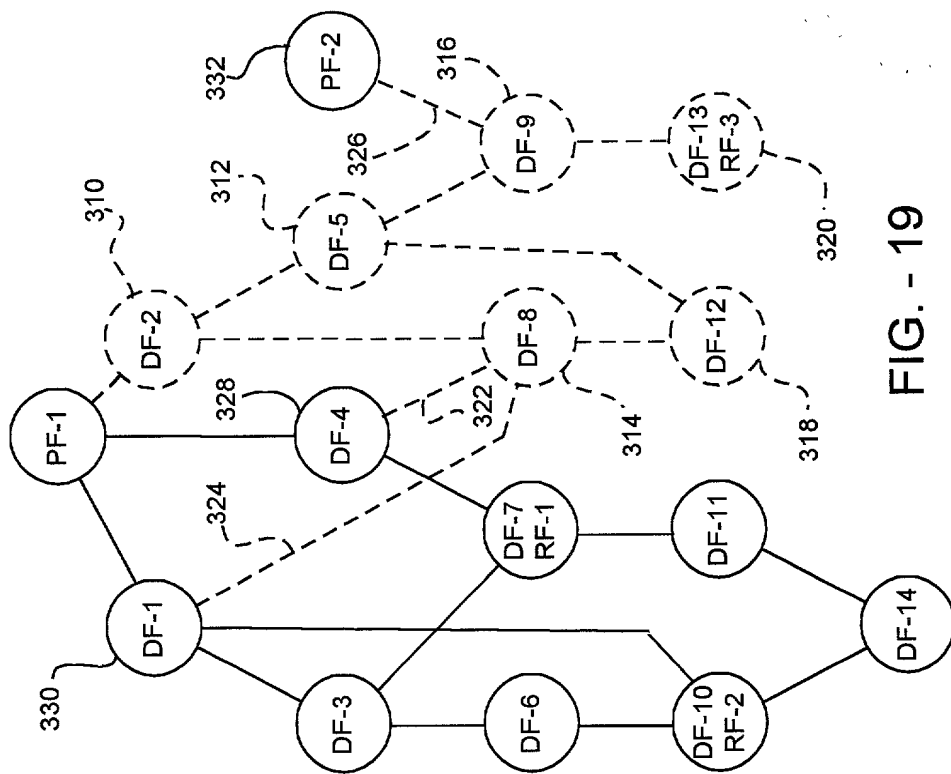 310
332
PF-1
DF-2
312
PF-2
316
324
328
326
DF-1
DF-5
330
DF-4
DF-9
322
DF-8
DF-3
314
DF-7
RF-1
DF-13
RF-3
DF-6
DF-12
320
318
DF-11
DF-10
RF-2
DF-14
FIG. - 19